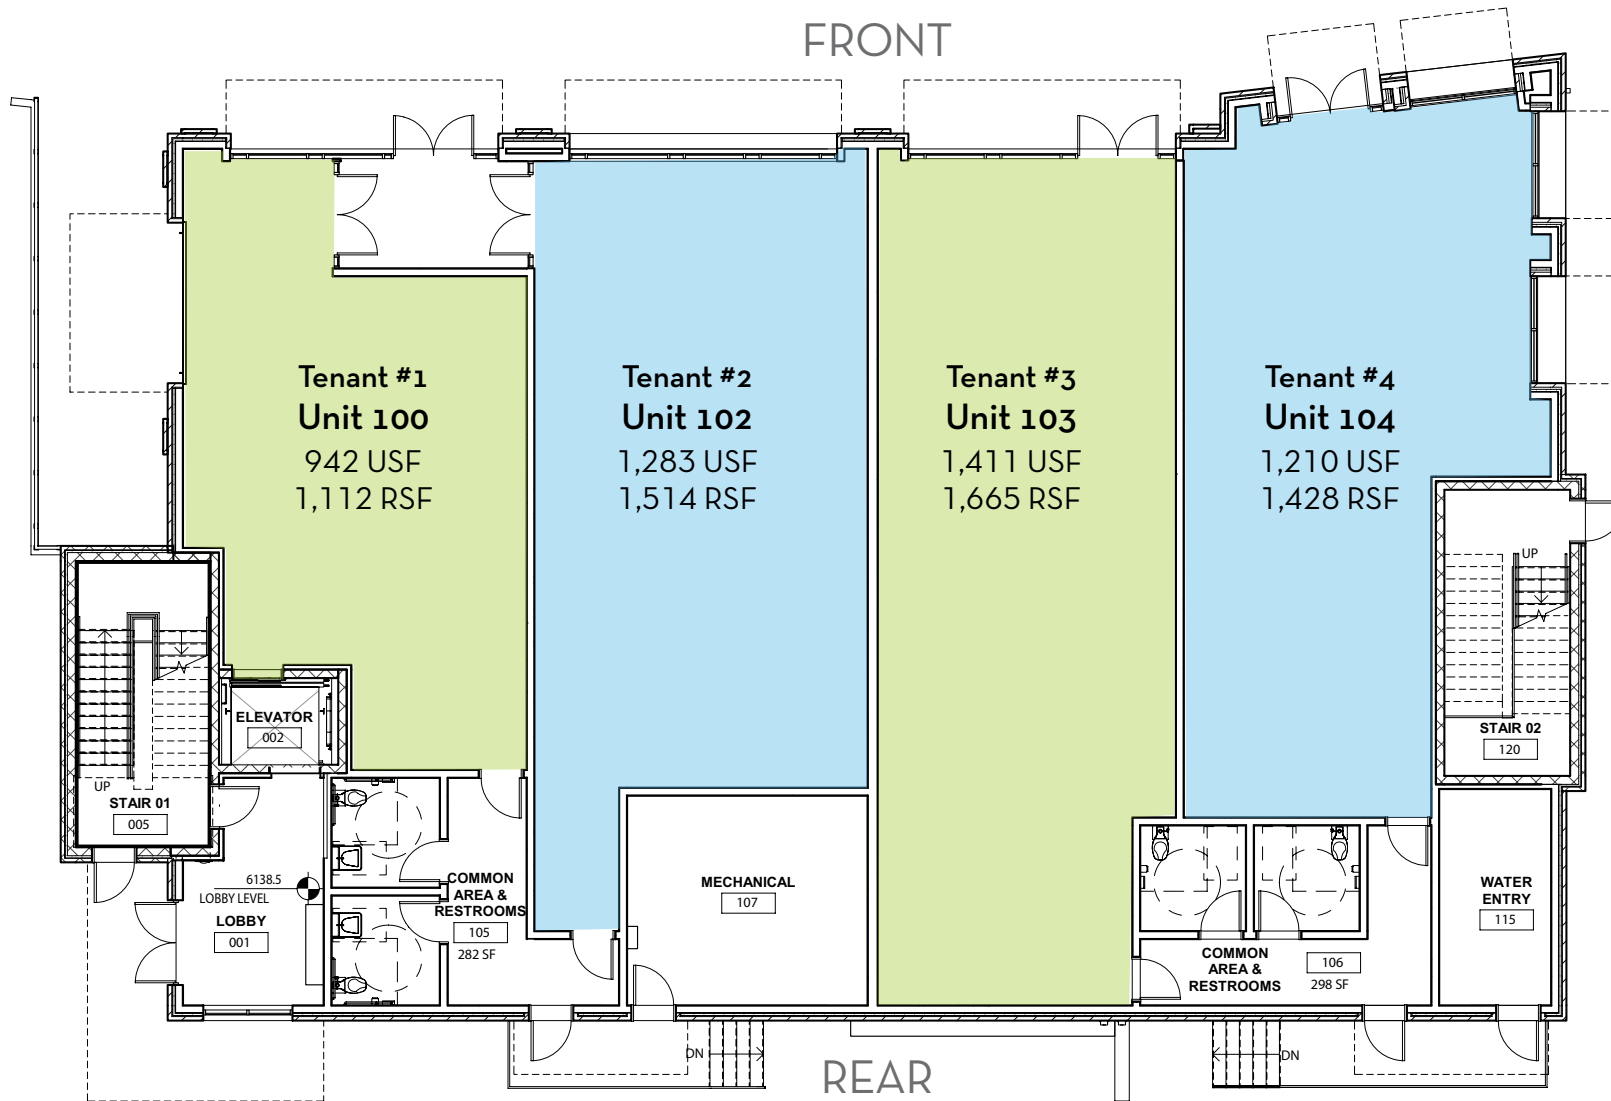 FRONT
Tenant #1
Unit 100
942 USF
1,112 RSF
Tenant #2
Unit 102
1,283 USF
1,514 RSF
Tenant #3
Unit 103
1,411 USF
1,665 RSF
Tenant #4
Unit 104
1,210 USF
1,428 RSF
UP
STAIR 01
005
ELEVATOR
002
6138.5
LOBBY LEVEL
LOBBY
001
COMMON
AREA &
RESTROOMS
105
282 SF
MECHANICAL
107
COMMON
AREA &
RESTROOMS
106
298 SF
UP
STAIR 02
120
WATER
ENTRY
115
DN
DN
REAR